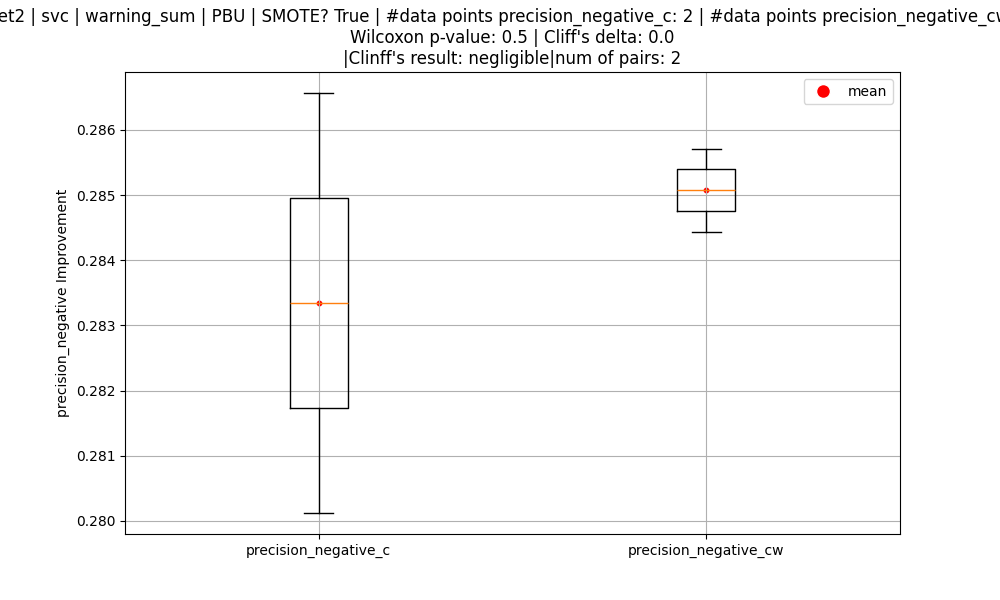 et2 | svc | warning_sum | PBU | SMOTE? True | #data points precision_negative_c: 2 | #data points precision_negative_cw
Wilcoxon p-value: 0.5 | Cliff's delta: 0.0
|Clinff's result: negligible|num of pairs: 2
mean
0.286
0.285
0.284
0.283
0.282
0.281
0.280
precision_negative Improvement
precision_negative_c
precision_negative_cw